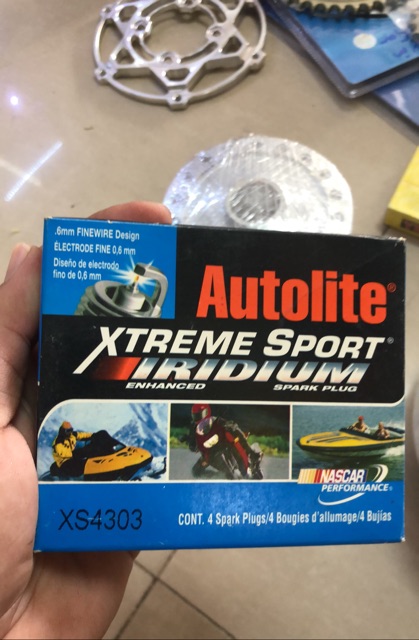 .6mm FINEWIRE Design
ÉLECTRODE FINE 0,6 mm
Diseño de electrodo
fino de 0,6 mm
Autolite®
XTREME SPORT®
IRIDIUM
ENHANCED SPARK PLUG
NASCAR
PERFORMANCE
XS4303
CONT. 4 Spark Plugs/4 Bougies d'allumage/4 Bujías